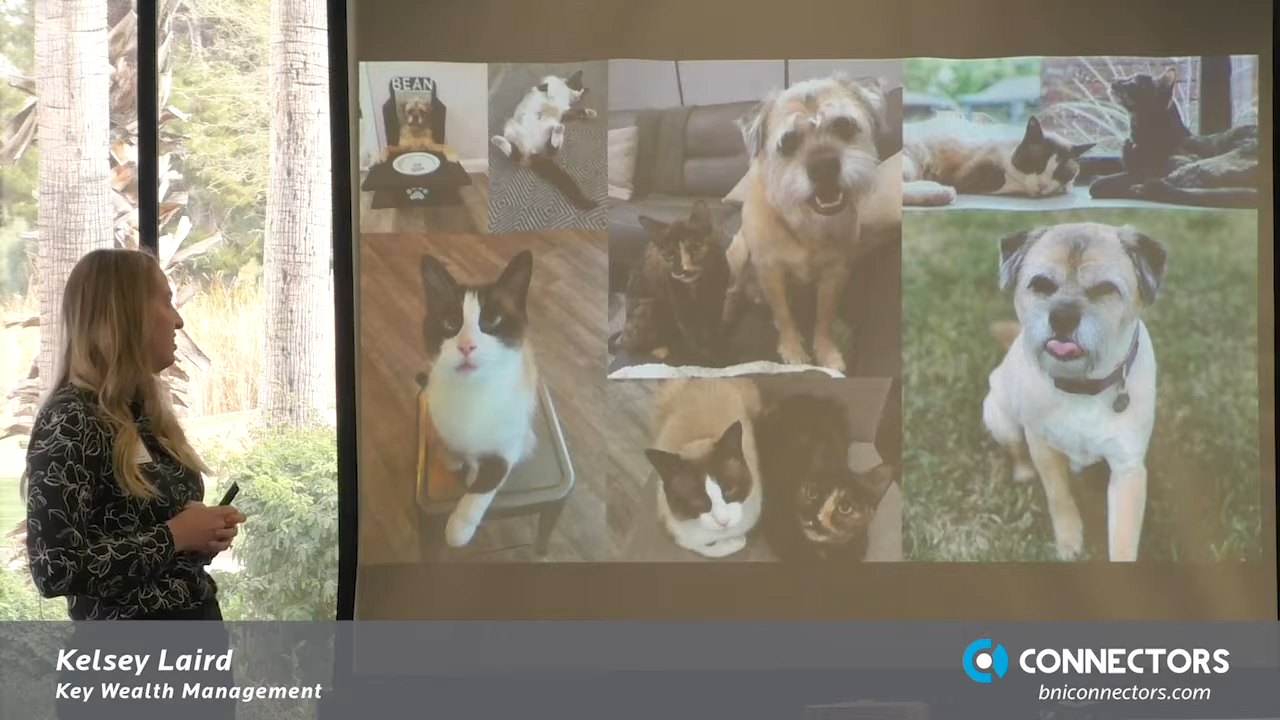 BEAN
Kelsey Laird
Key Wealth Management
CONNECTORS
bniconnectors.com